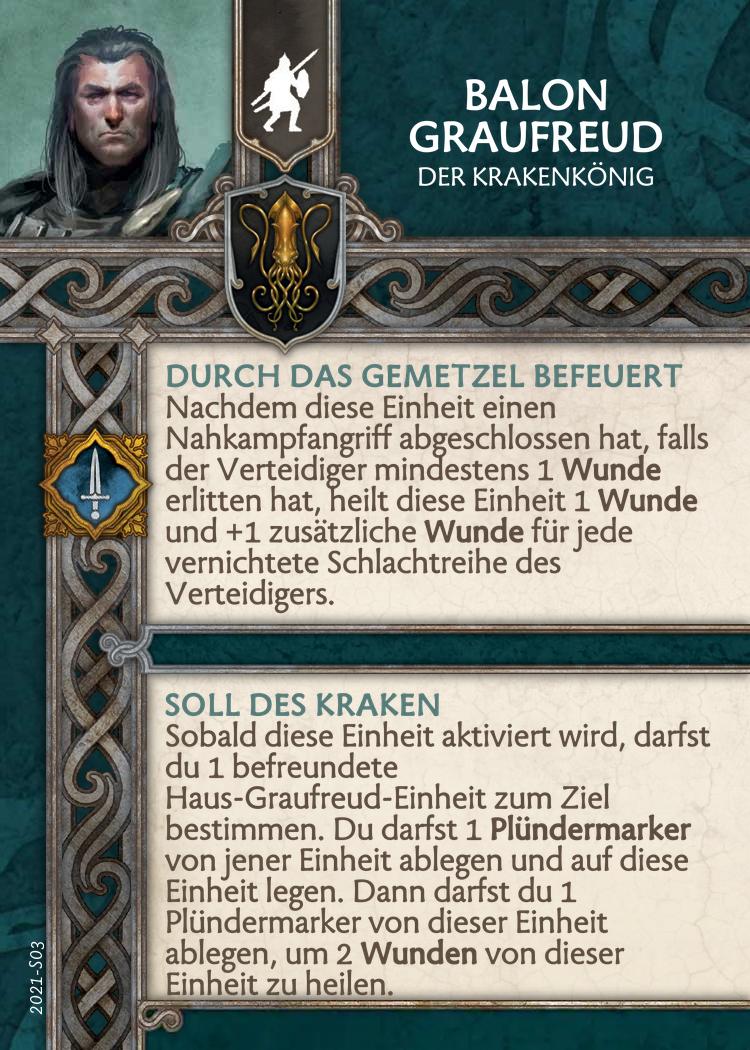 BALON
GRAUFREUD
DER KRAKENKÖNIG
DURCH DAS GEMETZEL BEFEUERT
Nachdem diese Einheit einen
Nahkampfangriff abgeschlossen hat, falls
der Verteidiger mindestens 1 Wunde
erlitten hat, heilt diese Einheit 1 Wunde
und +1 zusätzliche Wunde für jede
vernichtete Schlachtreihe des
Verteidigers.
SOLL DES KRAKEN
Sobald diese Einheit aktiviert wird, darfst
du 1 befreundete
Haus-Graufreud-Einheit zum Ziel
bestimmen. Du darfst 1 Plündermarker
von jener Einheit ablegen und auf diese
Einheit legen. Dann darfst du 1
Plündermarker von dieser Einheit
ablegen, um 2 Wunden von dieser
Einheit zu heilen.
2021-S03